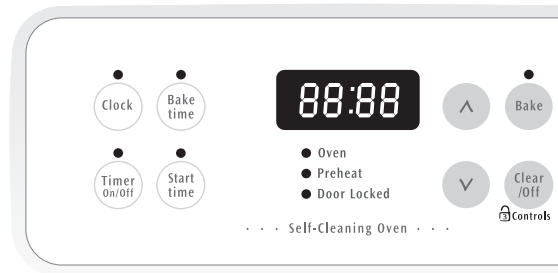 Clock
Bake
time
88:88
Bake
Timer
On/Off
Start
time
Oven
Preheat
Door Locked
Clear
/Off
3 Controls
· · · Self-Cleaning Oven · · ·